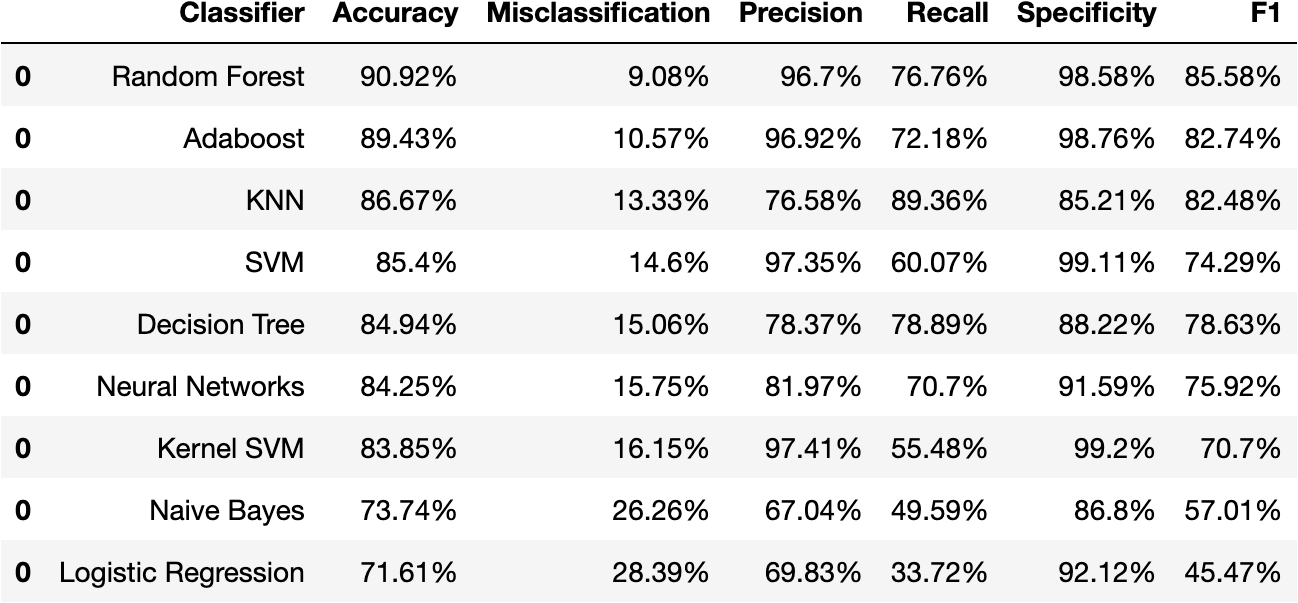 Classifier Accuracy Misclassification Precision Recall Specificity F1
0 Random Forest 90.92% 9.08% 96.7% 76.76% 98.58% 85.58%
0 Adaboost 89.43% 10.57% 96.92% 72.18% 98.76% 82.74%
0 KNN 86.67% 13.33% 76.58% 89.36% 85.21% 82.48%
0 SVM 85.4% 14.6% 97.35% 60.07% 99.11% 74.29%
0 Decision Tree 84.94% 15.06% 78.37% 78.89% 88.22% 78.63%
0 Neural Networks 84.25% 15.75% 81.97% 70.7% 91.59% 75.92%
0 Kernel SVM 83.85% 16.15% 97.41% 55.48% 99.2% 70.7%
0 Naive Bayes 73.74% 26.26% 67.04% 49.59% 86.8% 57.01%
0 Logistic Regression 71.61% 28.39% 69.83% 33.72% 92.12% 45.47%